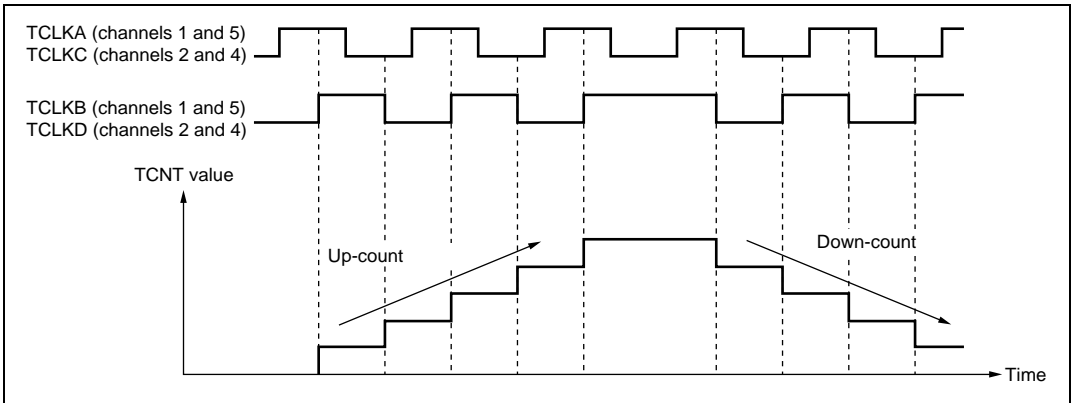 TCLKA (channels 1 and 5)
TCLKC (channels 2 and 4)
TCLKB (channels 1 and 5)
TCLKD (channels 2 and 4)
TCNT value
Up-count
Down-count
Time